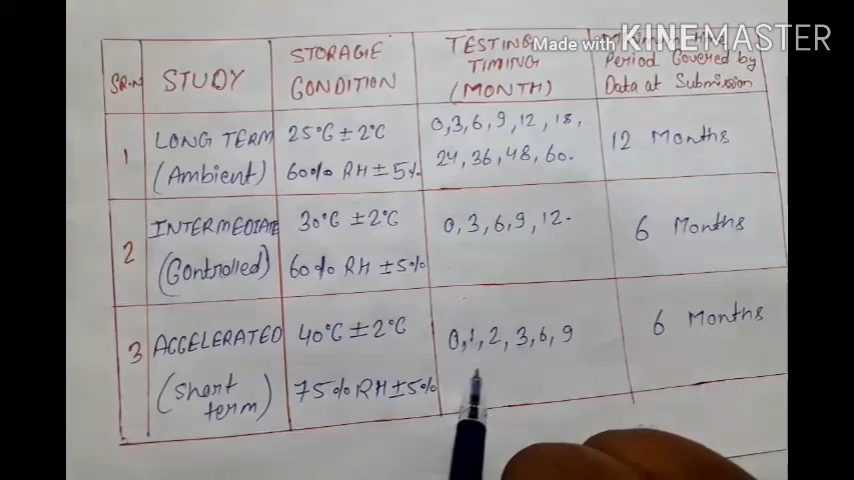 Made with KINEMASTER
SR.N
STUDY
STORAGE
CONDITION
TESTING
TIMING
(MONTH)
Period Covered by
Data at Submission
1
LONG TERM
(Ambient)
25°C ± 2°C
60% RH ± 5%
0,3,6,9,12,18,
24,36,48,60.
12 Months
2
INTERMEDIATE
(Controlled)
30°C ± 2°C
60% RH ± 5%
0,3,6,9,12.
6 Months
3
ACCELERATED
(Short
term)
40°C ± 2°C
75% RH ± 5%
0,1,2,3,6,9
6 Months